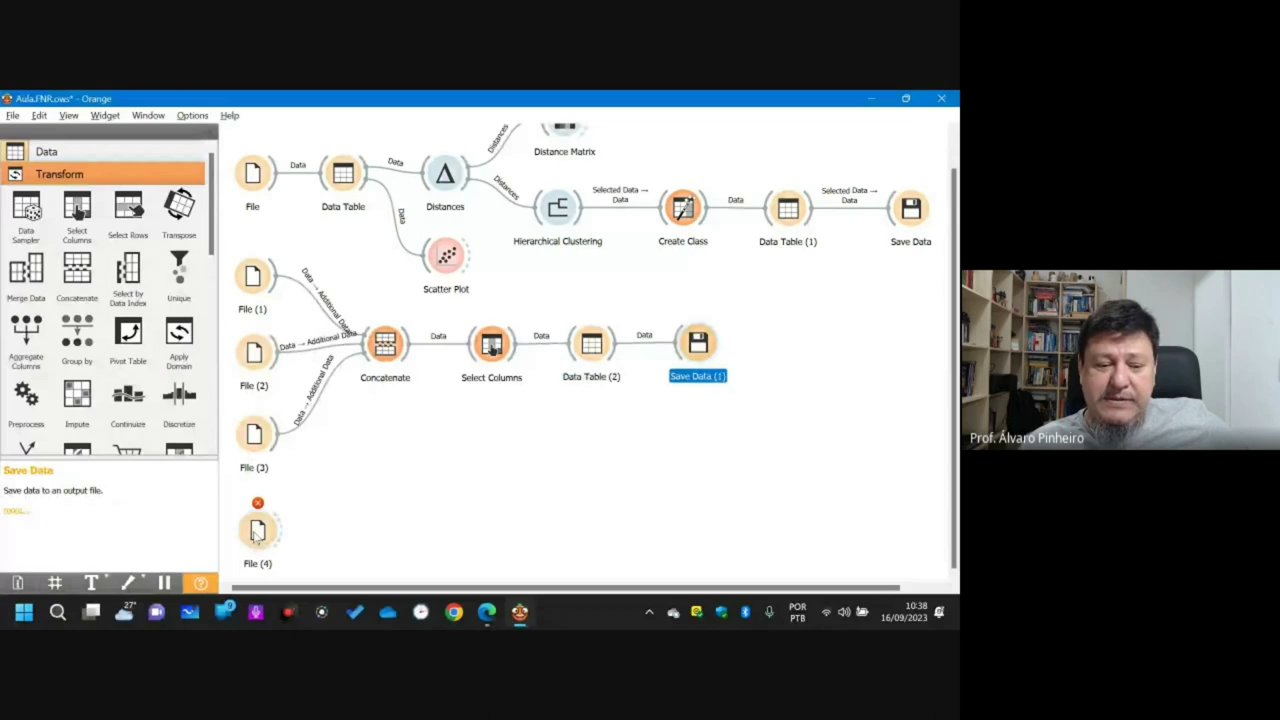 Aula.FNR.ows* - Orange
File Edit View Widget Window Options Help
Data
Transform
Data Sampler
Select Columns
Select Rows
Transpose
Merge Data
Concatenate
Select by Data Index
Unique
Aggregate Columns
Group by
Pivot Table
Apply Domain
Preprocess
Impute
Continuize
Discretize
Save Data
Save data to an output file.
more...
File
Data
Data Table
Data
Data
Distances
Distances
Distances
Distance Matrix
Hierarchical Clustering
Selected Data →
Data
Create Class
Data
Data Table (1)
Selected Data →
Data
Save Data
Scatter Plot
File (1)
Data → Additional Data
File (2)
Data → Additional Data
File (3)
Data → Additional Data
Concatenate
Data
Select Columns
Data
Data Table (2)
Data
Save Data (1)
File (4)
27°
POR
PTB
10:38
16/09/2023
Prof. Álvaro Pinheiro